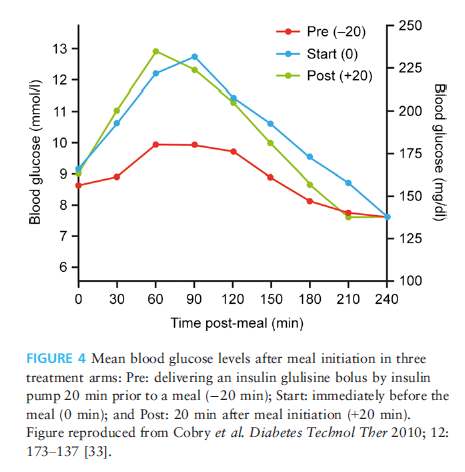 Pre (–20)
Start (0)
Post (+20)
Blood glucose (mmol/l)
13
12
11
10
9
8
7
6
Blood glucose (mg/dl)
250
225
200
175
150
125
100
0 30 60 90 120 150 180 210 240
Time post-meal (min)
FIGURE 4 Mean blood glucose levels after meal initiation in three
treatment arms: Pre: delivering an insulin glulisine bolus by insulin
pump 20 min prior to a meal (−20 min); Start: immediately before the
meal (0 min); and Post: 20 min after meal initiation (+20 min).
Figure reproduced from Cobry et al. Diabetes Technol Ther 2010; 12:
173–137 [33].